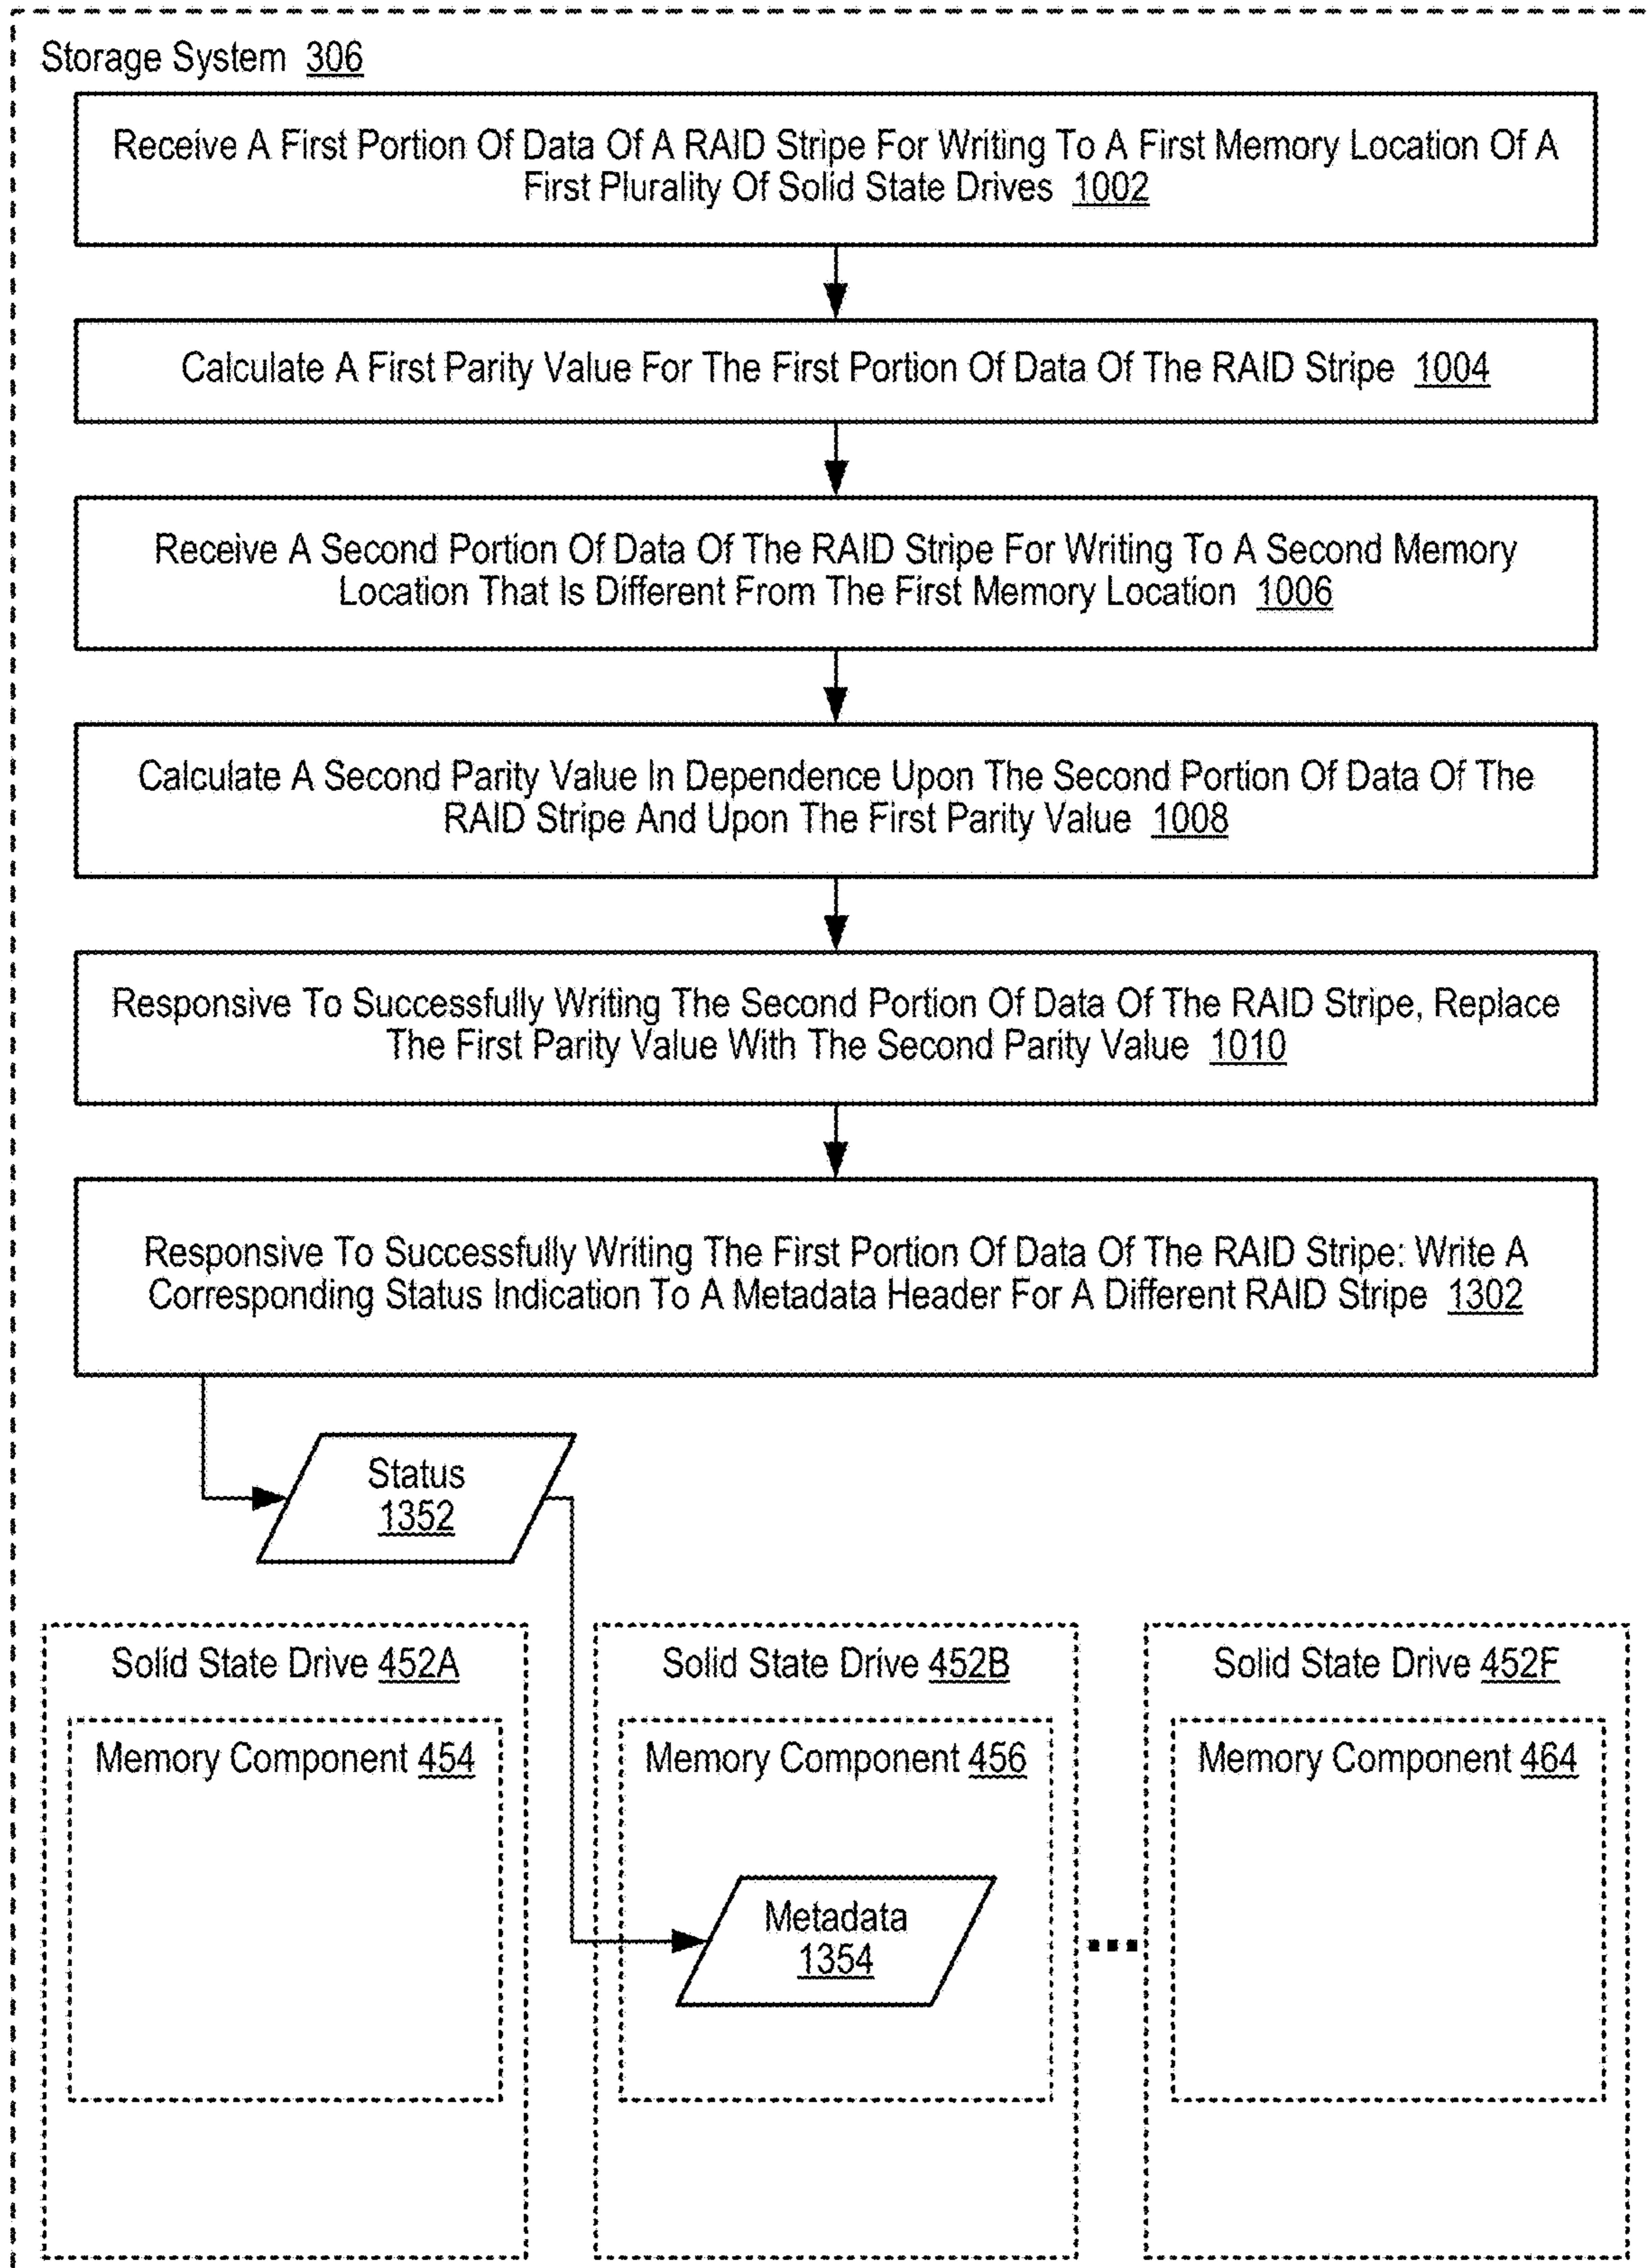 Storage System 306
Receive A First Portion Of Data Of A RAID Stripe For Writing To A First Memory Location Of A
First Plurality Of Solid State Drives 1002
Calculate A First Parity Value For The First Portion Of Data Of The RAID Stripe 1004
Receive A Second Portion Of Data Of The RAID Stripe For Writing To A Second Memory
Location That Is Different From The First Memory Location 1006
Calculate A Second Parity Value In Dependence Upon The Second Portion Of Data Of The
RAID Stripe And Upon The First Parity Value 1008
Responsive To Successfully Writing The Second Portion Of Data Of The RAID Stripe, Replace
The First Parity Value With The Second Parity Value 1010
Responsive To Successfully Writing The First Portion Of Data Of The RAID Stripe: Write A
Corresponding Status Indication To A Metadata Header For A Different RAID Stripe 1302
Status
1352
Solid State Drive 452A
Solid State Drive 452B
Solid State Drive 452F
Memory Component 454
Memory Component 456
Memory Component 464
Metadata
1354